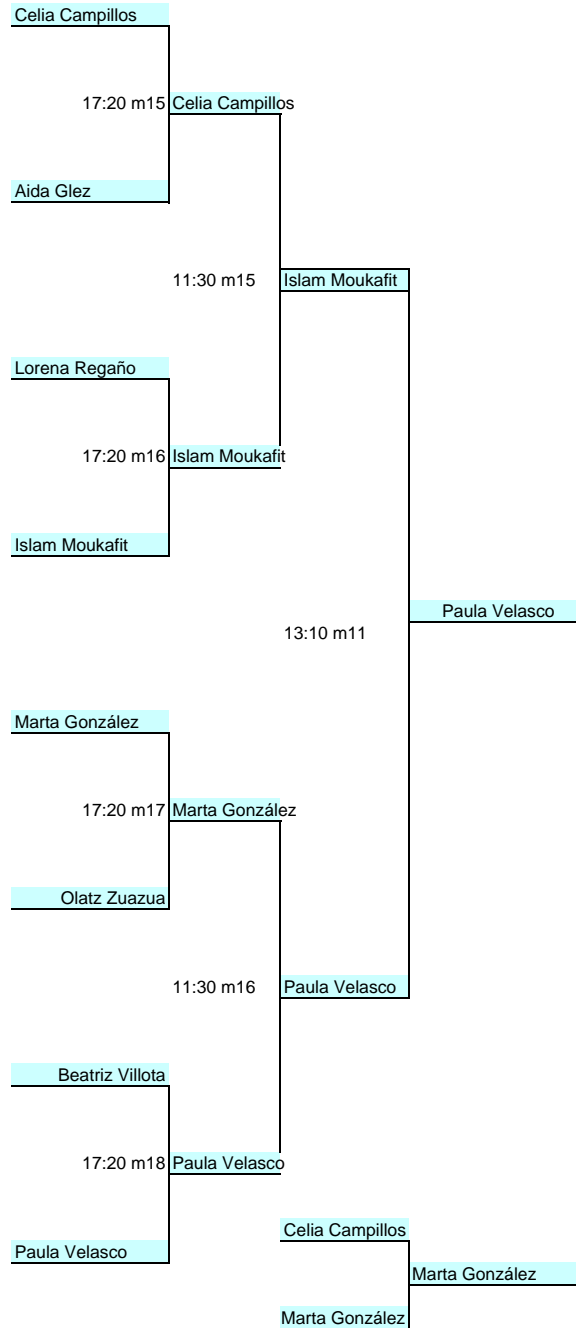 Celia Campillos
17:20 m15 Celia Campillos
Aida Glez
11:30 m15 Islam Moukafit
Lorena Regaño
17:20 m16 Islam Moukafit
Islam Moukafit
Paula Velasco
13:10 m11
Marta González
17:20 m17 Marta González
Olatz Zuazua
11:30 m16 Paula Velasco
Beatriz Villota
17:20 m18 Paula Velasco
Celia Campillos
Paula Velasco
Marta González
Marta González